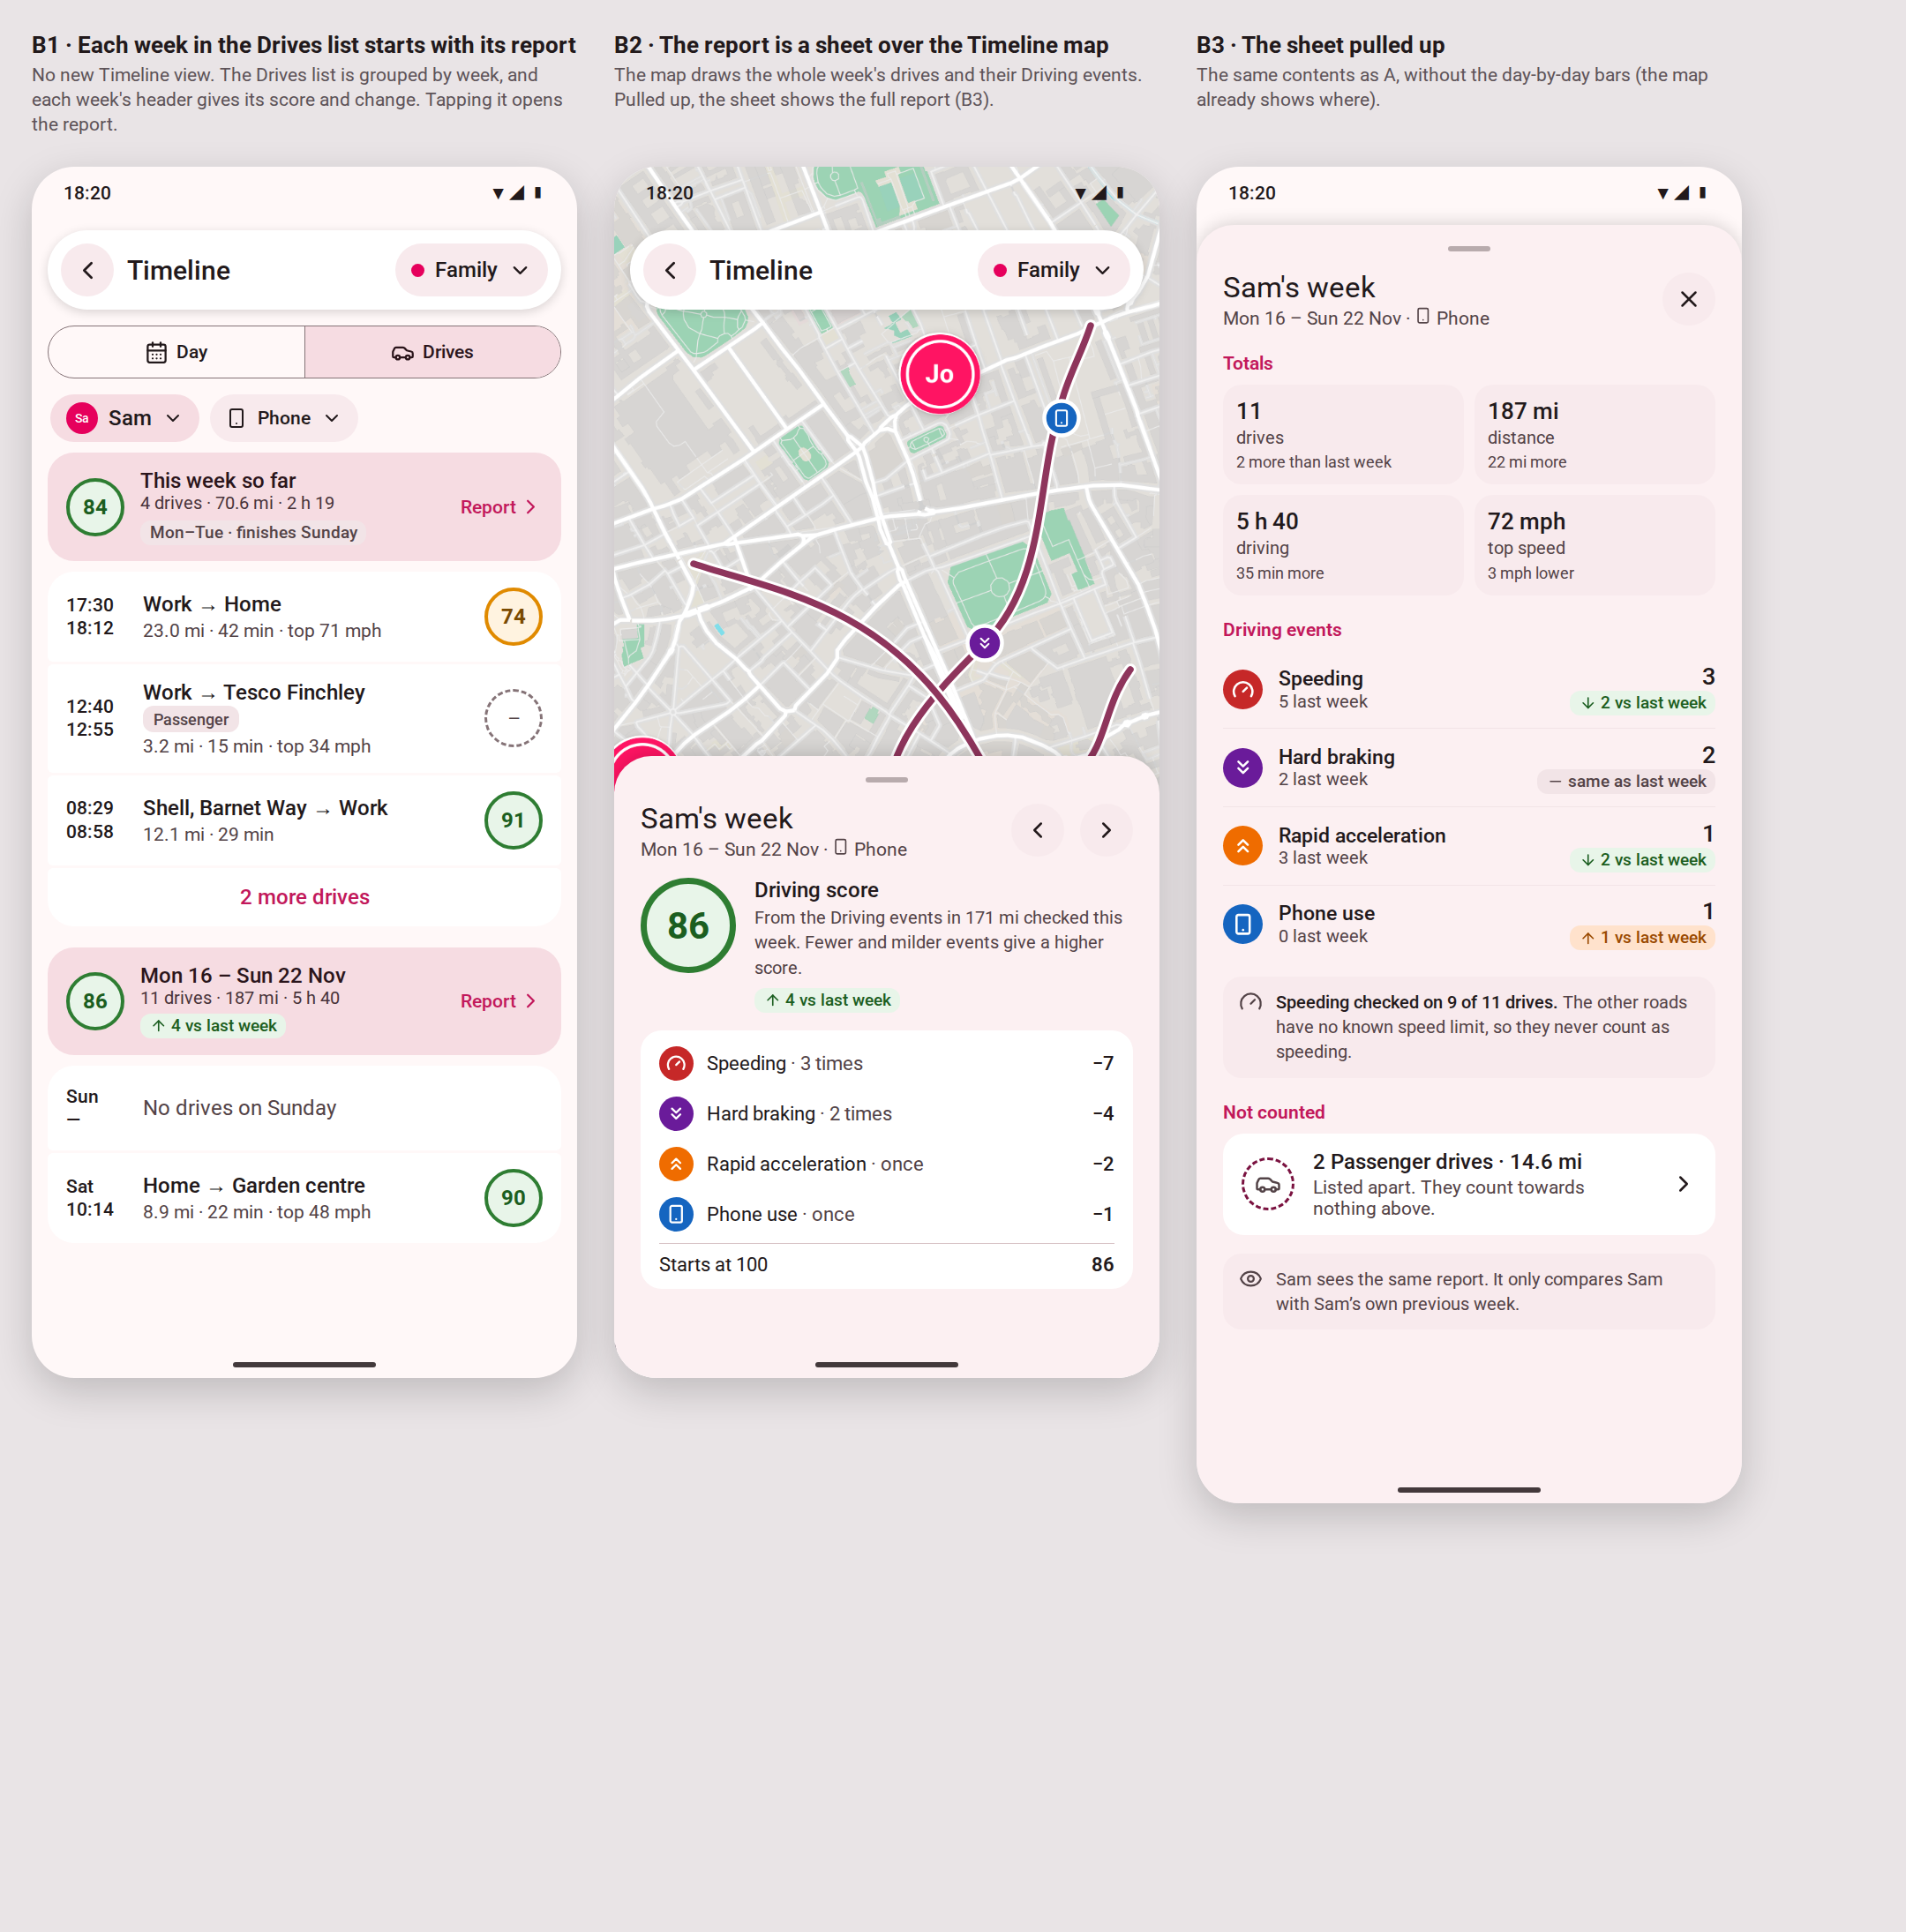 B1 · Each week in the Drives list starts with its report
No new Timeline view. The Drives list is grouped by week, and
each week's header gives its score and change. Tapping it opens
the report.
18:20
Timeline
Family
Day
Drives
Sa
Sam
Phone
84
This week so far
4 drives · 70.6 mi · 2 h 19
Mon–Tue · finishes Sunday
Report
17:30
18:12
Work → Home
23.0 mi · 42 min · top 71 mph
74
12:40
12:55
Work → Tesco Finchley
Passenger
3.2 mi · 15 min · top 34 mph
–
08:29
08:58
Shell, Barnet Way → Work
12.1 mi · 29 min
91
2 more drives
86
Mon 16 – Sun 22 Nov
11 drives · 187 mi · 5 h 40
↑ 4 vs last week
Report
Sun
–
No drives on Sunday
Sat
10:14
Home → Garden centre
8.9 mi · 22 min · top 48 mph
90
B2 · The report is a sheet over the Timeline map
The map draws the whole week's drives and their Driving events.
Pulled up, the sheet shows the full report (B3).
18:20
Timeline
Family
Jo
Sam's week
Mon 16 – Sun 22 Nov · Phone
86
Driving score
From the Driving events in 171 mi checked this
week. Fewer and milder events give a higher
score.
↑ 4 vs last week
Speeding · 3 times −7
Hard braking · 2 times −4
Rapid acceleration · once −2
Phone use · once −1
Starts at 100 86
B3 · The sheet pulled up
The same contents as A, without the day-by-day bars (the map
already shows where).
18:20
Sam's week
Mon 16 – Sun 22 Nov · Phone
Totals
11
drives
2 more than last week
187 mi
distance
22 mi more
5 h 40
driving
35 min more
72 mph
top speed
3 mph lower
Driving events
Speeding
5 last week
3
↓ 2 vs last week
Hard braking
2 last week
2
– same as last week
Rapid acceleration
3 last week
1
↓ 2 vs last week
Phone use
0 last week
1
↑ 1 vs last week
Speeding checked on 9 of 11 drives. The other roads
have no known speed limit, so they never count as
speeding.
Not counted
2 Passenger drives · 14.6 mi
Listed apart. They count towards
nothing above.
Sam sees the same report. It only compares Sam
with Sam’s own previous week.